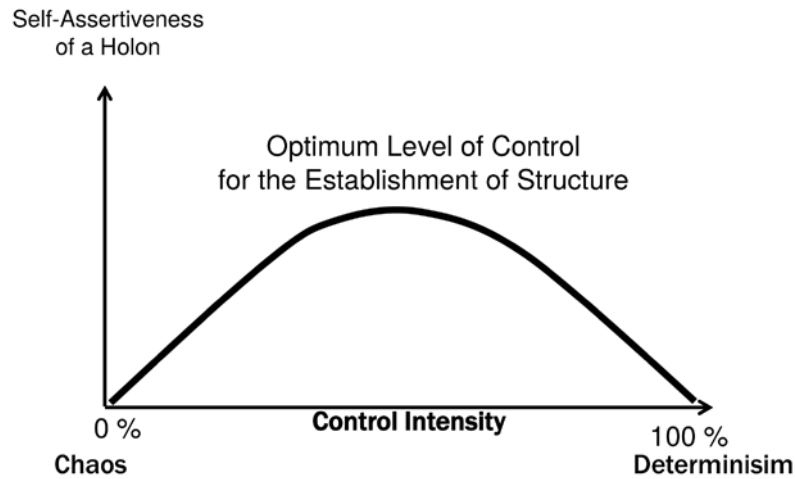 Self-Assertiveness
of a Holon
Optimum Level of Control
for the Establishment of Structure
0 %
Control Intensity
100 %
Chaos
Determinisim